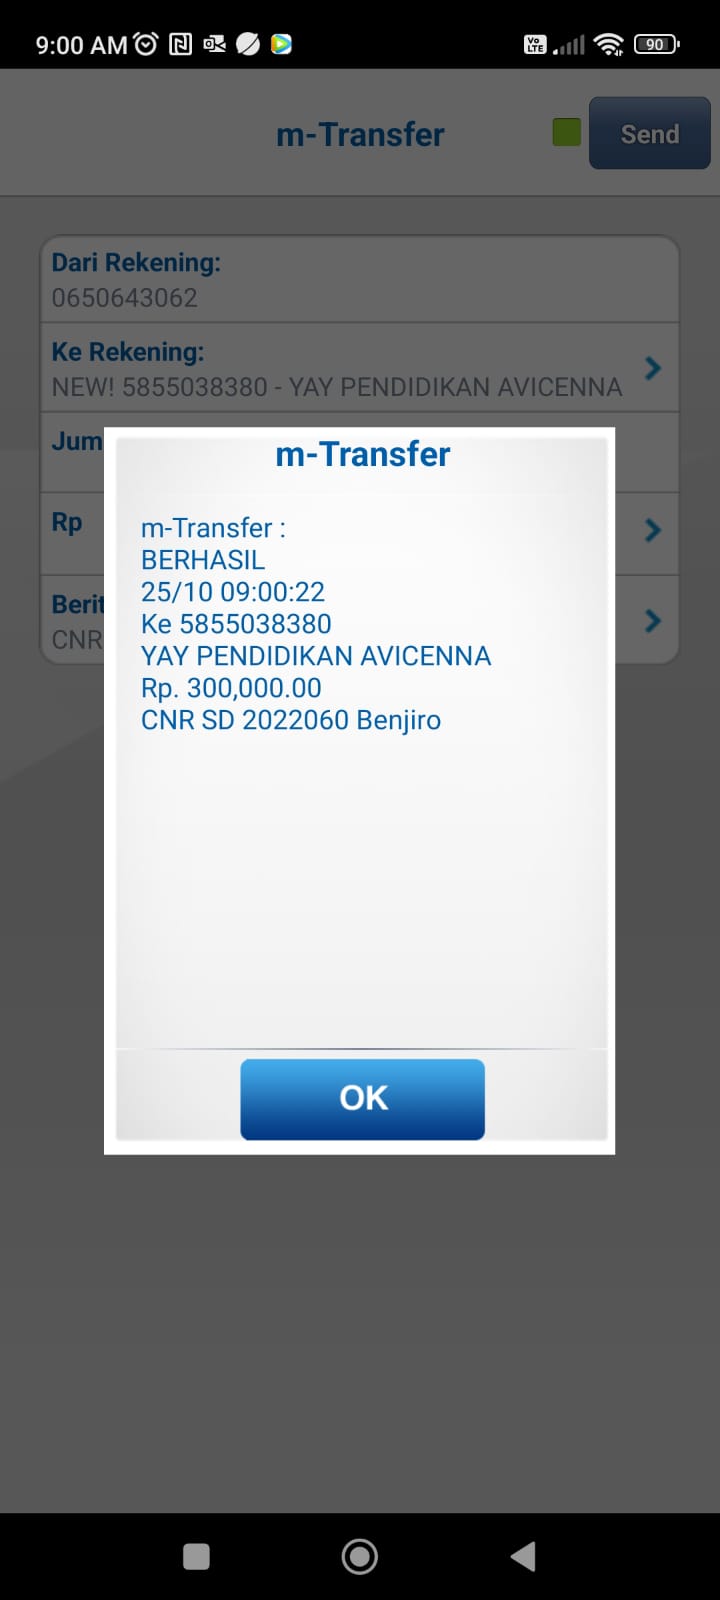 9:00 AM
Vo LTE
90
m-Transfer
Send
Dari Rekening:
0650643062
Ke Rekening:
NEW! 5855038380 - YAY PENDIDIKAN AVICENNA
Jum
Rp
Berit
CNR
m-Transfer
m-Transfer :
BERHASIL
25/10 09:00:22
Ke 5855038380
YAY PENDIDIKAN AVICENNA
Rp. 300,000.00
CNR SD 2022060 Benjiro
OK